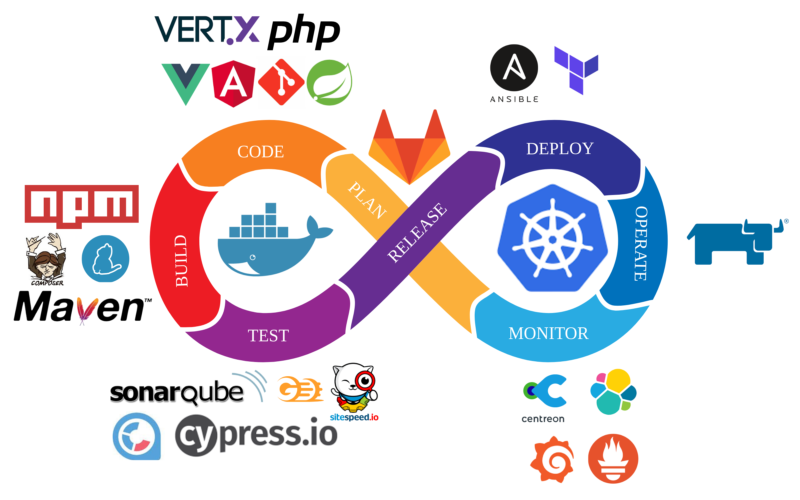 VERT.X php
ANSIBLE
CODE
DEPLOY
PLAN
RELEASE
npm
BUILD
OPERATE
®
COMPOSER
Maven™
TEST
MONITOR
sonarqube
sitespeed.io
centreon
cypress.io